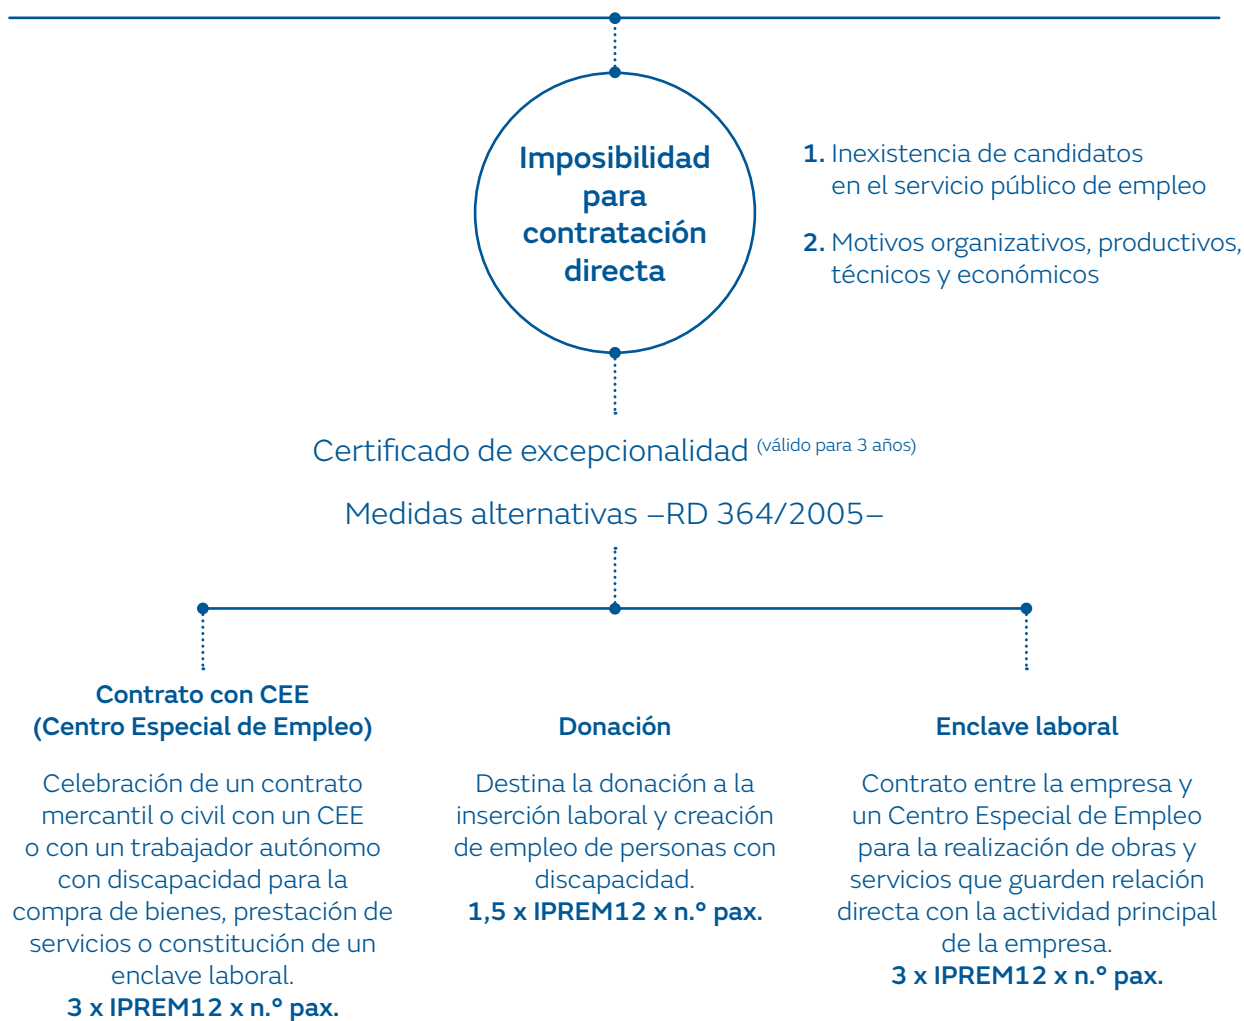 Imposibilidad
para
contratación
directa
1. Inexistencia de candidatos
en el servicio público de empleo
2. Motivos organizativos, productivos,
técnicos y económicos
Certificado de excepcionalidad (válido para 3 años)
Medidas alternativas –RD 364/2005–
Contrato con CEE
(Centro Especial de Empleo)
Celebración de un contrato
mercantil o civil con un CEE
o con un trabajador autónomo
con discapacidad para la
compra de bienes, prestación de
servicios o constitución de un
enclave laboral.
3 x IPREM12 x n.º pax.
Donación
Destina la donación a la
inserción laboral y creación
de empleo de personas con
discapacidad.
1,5 x IPREM12 x n.º pax.
Enclave laboral
Contrato entre la empresa y
un Centro Especial de Empleo
para la realización de obras y
servicios que guarden relación
directa con la actividad principal
de la empresa.
3 x IPREM12 x n.º pax.